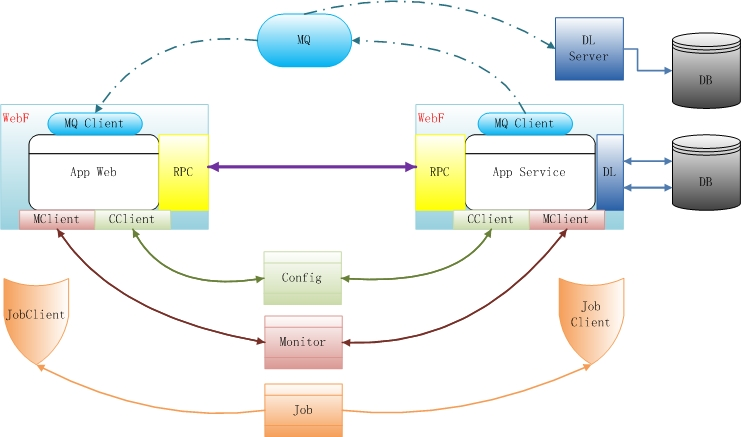 MQ
DL
Server
DB
WebF
MQ Client
App Web
RPC
MClient
CClient
WebF
MQ Client
RPC
App Service
DL
CClient
MClient
DB
Config
JobClient
Job
Client
Monitor
Job